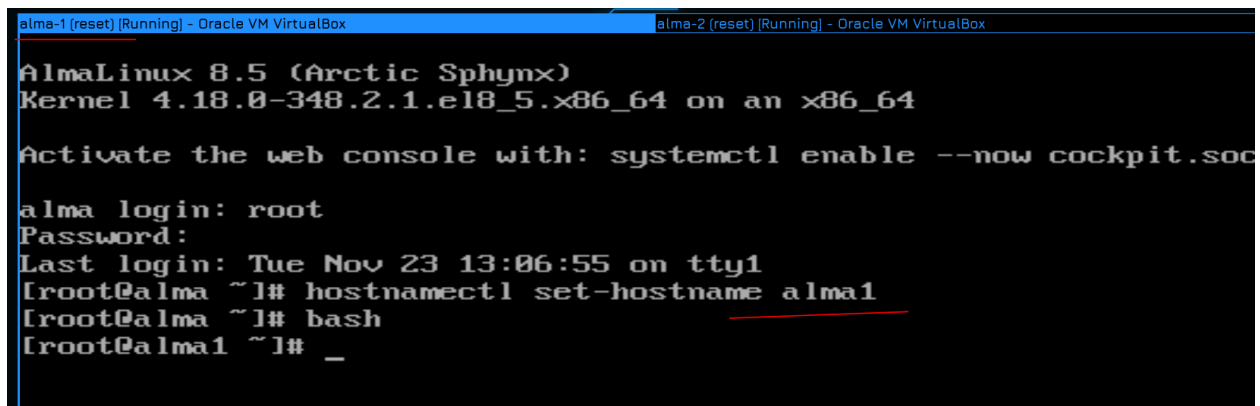 alma-1 (reset) [Running] - Oracle VM VirtualBox
alma-2 (reset) [Running] - Oracle VM VirtualBox
AlmaLinux 8.5 (Arctic Sphynx)
Kernel 4.18.0-348.2.1.el8_5.x86_64 on an x86_64
Activate the web console with: systemctl enable --now cockpit.soc
alma login: root
Password:
Last login: Tue Nov 23 13:06:55 on tty1
[root@alma ~]# hostnamectl set-hostname alma1
[root@alma ~]# bash
[root@alma1 ~]# _